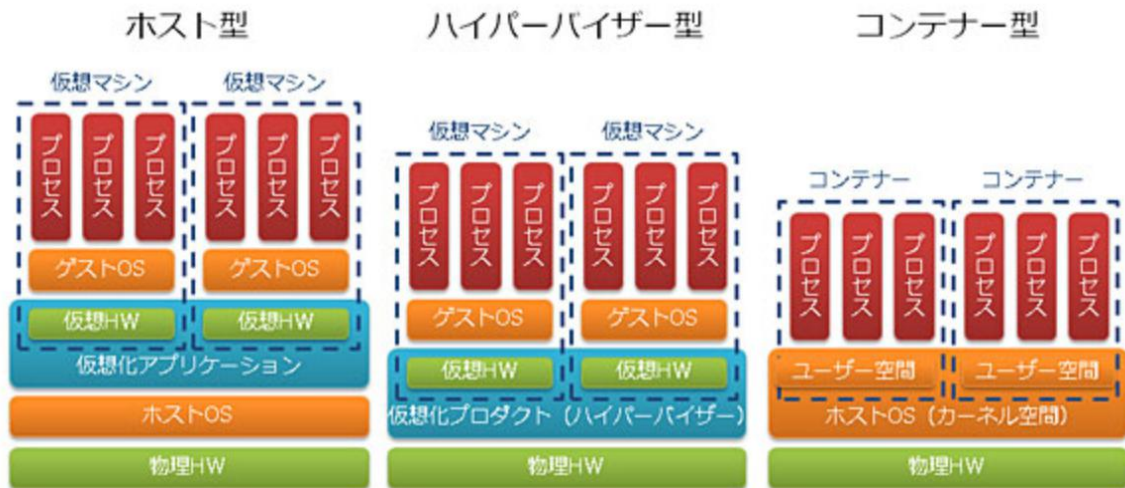 ホスト型
仮想マシン
仮想マシン
プロセス
プロセス
プロセス
プロセス
プロセス
プロセス
ゲストOS
ゲストOS
仮想HW
仮想HW
仮想化アプリケーション
ホストOS
物理HW
ハイパーバイザー型
仮想マシン
仮想マシン
プロセス
プロセス
プロセス
プロセス
プロセス
プロセス
ゲストOS
ゲストOS
仮想HW
仮想HW
仮想化プロダクト（ハイパーバイザー）
物理HW
コンテナー型
コンテナー
コンテナー
プロセス
プロセス
プロセス
プロセス
プロセス
プロセス
ユーザー空間
ユーザー空間
ホストOS（カーネル空間）
物理HW